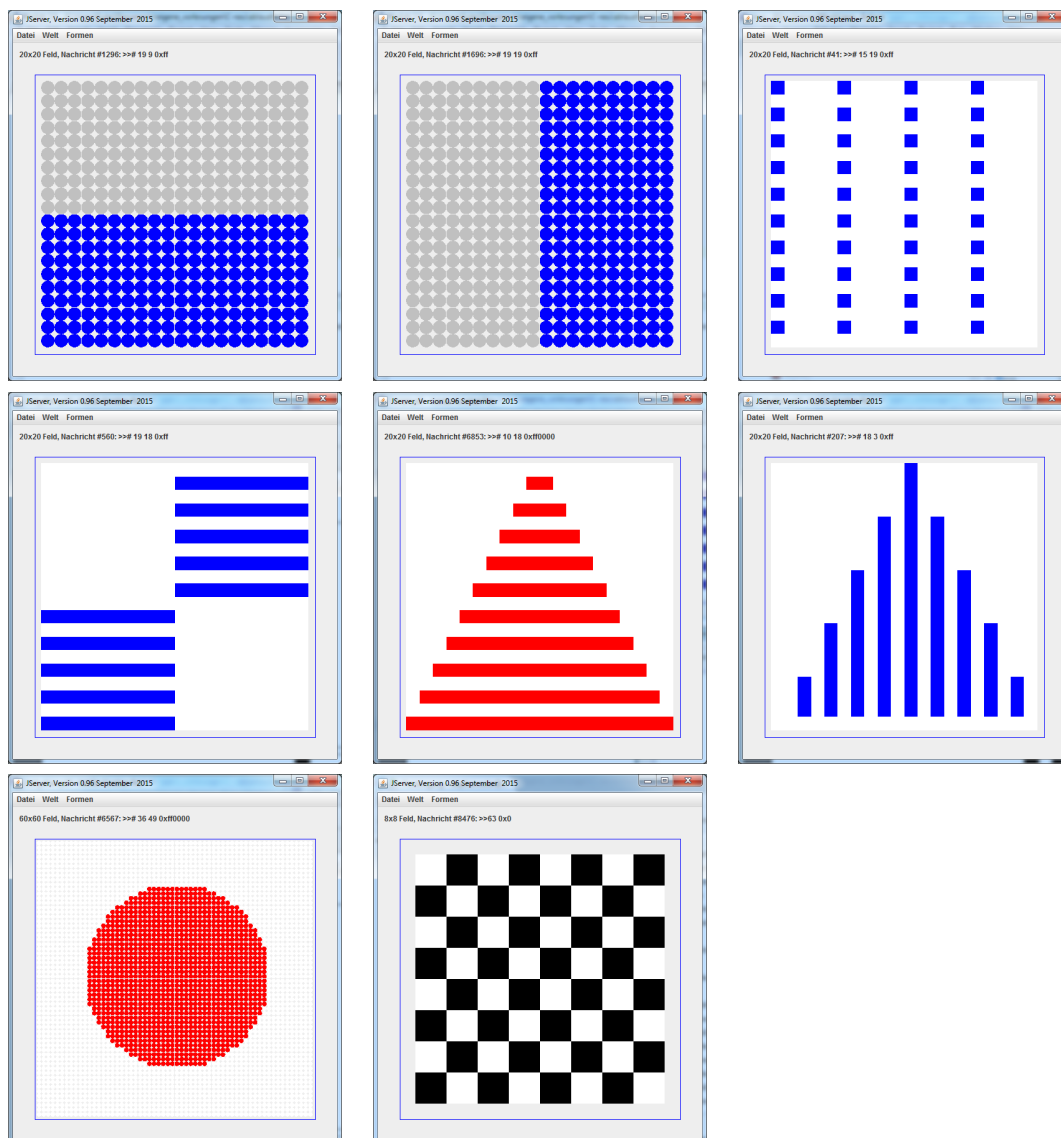 JServer, Version 0.96 September 2015
Datei Welt Formen
20x20 Feld, Nachricht #1296: >># 19 9 0xff
JServer, Version 0.96 September 2015
Datei Welt Formen
20x20 Feld, Nachricht #1696: >># 19 19 0xff
JServer, Version 0.96 September 2015
Datei Welt Formen
20x20 Feld, Nachricht #41: >># 15 19 0xff
JServer, Version 0.96 September 2015
Datei Welt Formen
20x20 Feld, Nachricht #560: >># 19 18 0xff
JServer, Version 0.96 September 2015
Datei Welt Formen
20x20 Feld, Nachricht #6853: >># 10 18 0xff0000
JServer, Version 0.96 September 2015
Datei Welt Formen
20x20 Feld, Nachricht #207: >># 18 3 0xff
JServer, Version 0.96 September 2015
Datei Welt Formen
60x60 Feld, Nachricht #6567: >># 36 49 0xff0000
JServer, Version 0.96 September 2015
Datei Welt Formen
8x8 Feld, Nachricht #8476: >>63 0x0